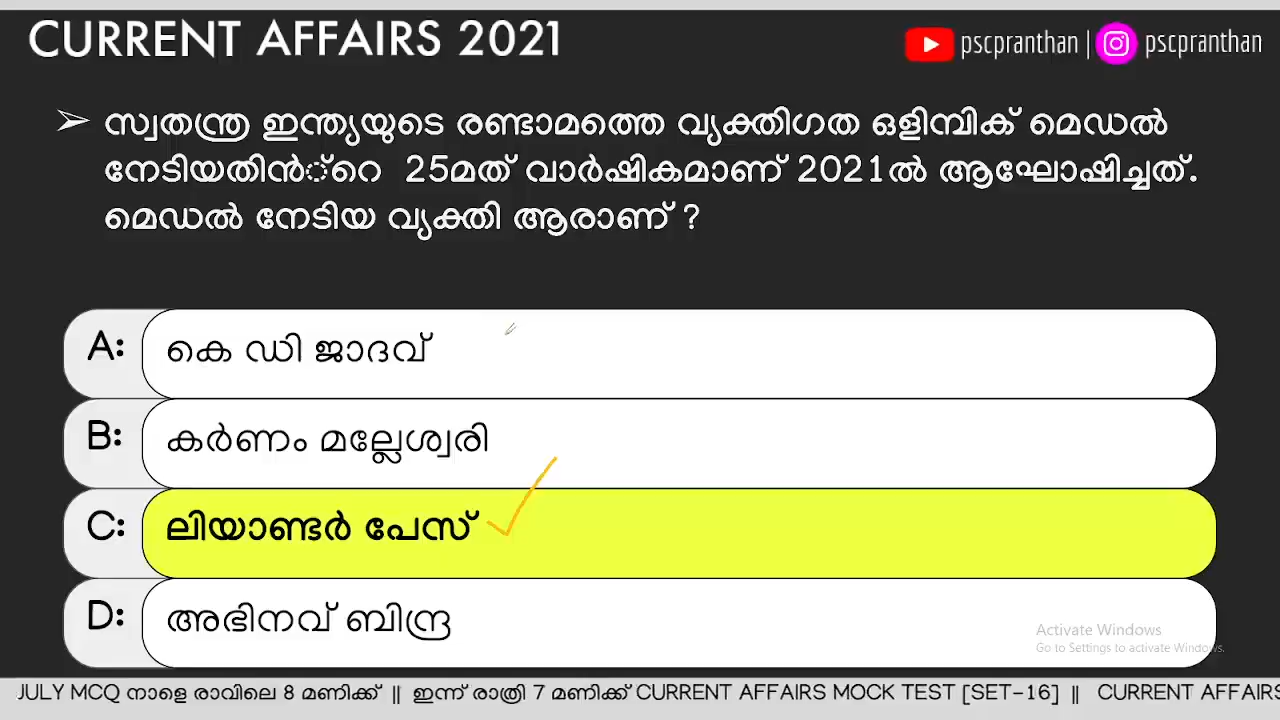 CURRENT AFFAIRS 2021
pscpranthan | pscpranthan
➢ സ്വതന്ത്ര ഇന്ത്യയുടെ രണ്ടാമത്തെ വ്യക്തിഗത ഒളിമ്പിക് മെഡൽ
നേടിയതിൻ്റെ 25മത് വാർഷികമാണ് 2021ൽ ആഘോഷിച്ചത്.
മെഡൽ നേടിയ വ്യക്തി ആരാണ് ?
A: കെ ഡി ജാദവ്
B: കർണം മല്ലേശ്വരി
C: ലിയാണ്ടർ പേസ്
D: അഭിനവ് ബിന്ദ്ര
Activate Windows
Go to Settings to activate Windows.
JULY MCQ നാളെ രാവിലെ 8 മണിക്ക് || ഇന്ന് രാത്രി 7 മണിക്ക് CURRENT AFFAIRS MOCK TEST [SET-16] || CURRENT AFFAIRS